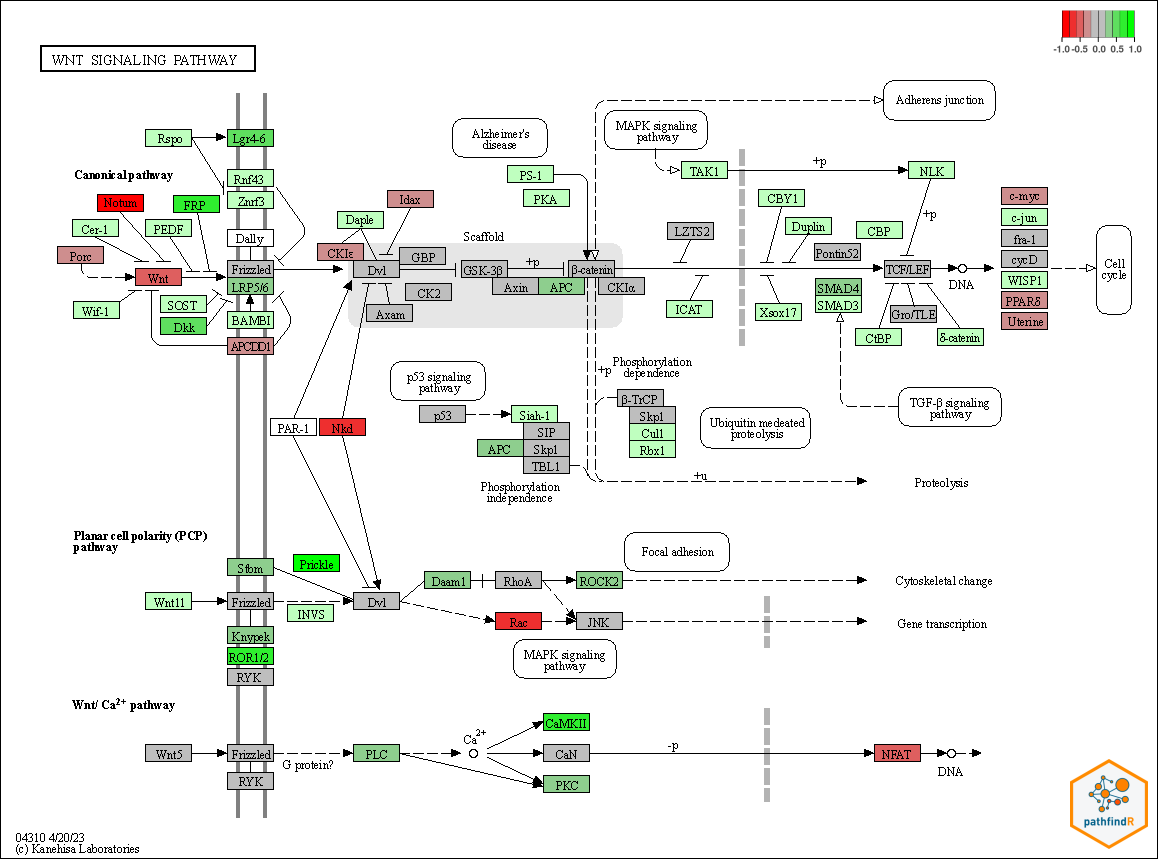 -1.0 -0.5 0.0 0.5 1.0
WNT SIGNALING PATHWAY
Adherens junction
Alzheimer's
disease
MAPK signaling
pathway
Rspo
Lgr4-6
+p
Canonical pathway
Rnf43
PS-1
TAK1
NLK
Notum
FRP
Znrf3
Idax
PKA
CBY1
c-myc
Cer-1
PEDF
Daple
+p
c-jun
Dally
Scaffold
LZTS2
Duplin
CBP
fra-1
Porc
CKIε
GBP
Pontin52
cycD
Wnt
Frizzled
Dvl
GSK-3β
+p
β-catenin
TCF/LEF
DNA
Cell
cycle
LRP5/6
CK2
Axin
APC
CKIα
SMAD4
WISP1
Wif-1
SOST
BAMBI
Axam
ICAT
Xsox17
SMAD3
Gro/TLE
PPARδ
Dkk
Uterine
APCDD1
CtBP
δ-catenin
Phosphorylation
dependence
p53 signaling
pathway
+p
β-TrCP
TGF-β signaling
pathway
p53
Siah-1
Skp1
PAR-1
Nkd
SIP
Cul1
Ubiquitin medeated
proteolysis
APC
Skp1
Rbx1
TBL1
+u
Proteolysis
Phosphorylation
independence
Planar cell polarity (PCP)
pathway
Focal adhesion
Stbm
Prickle
Daam1
RhoA
ROCK2
Cytoskeletal change
Wnt11
Frizzled
INVS
Dvl
Rac
JNK
Gene transcription
Knypek
ROR1/2
RYK
MAPK signaling
pathway
Wnt/ Ca2+ pathway
CaMKII
Ca2+
Wnt5
Frizzled
G protein?
PLC
CaN
-p
NFAT
DNA
RYK
PKC
pathfindR
04310 4/20/23
(c) Kanehisa Laboratories